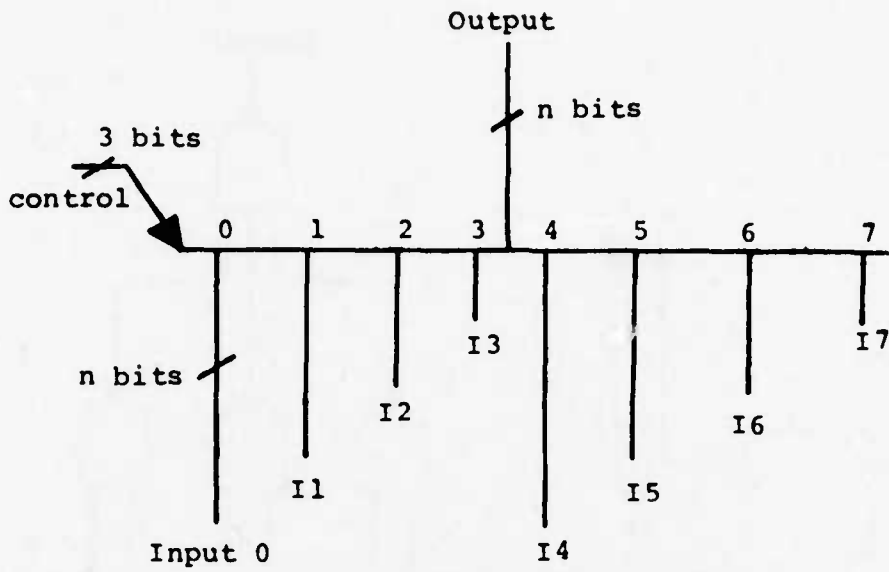 Output
n bits
3 bits
control
0 1 2 3 4 5 6 7
I3
I7
n bits
I2
I6
I1
I5
Input 0
I4